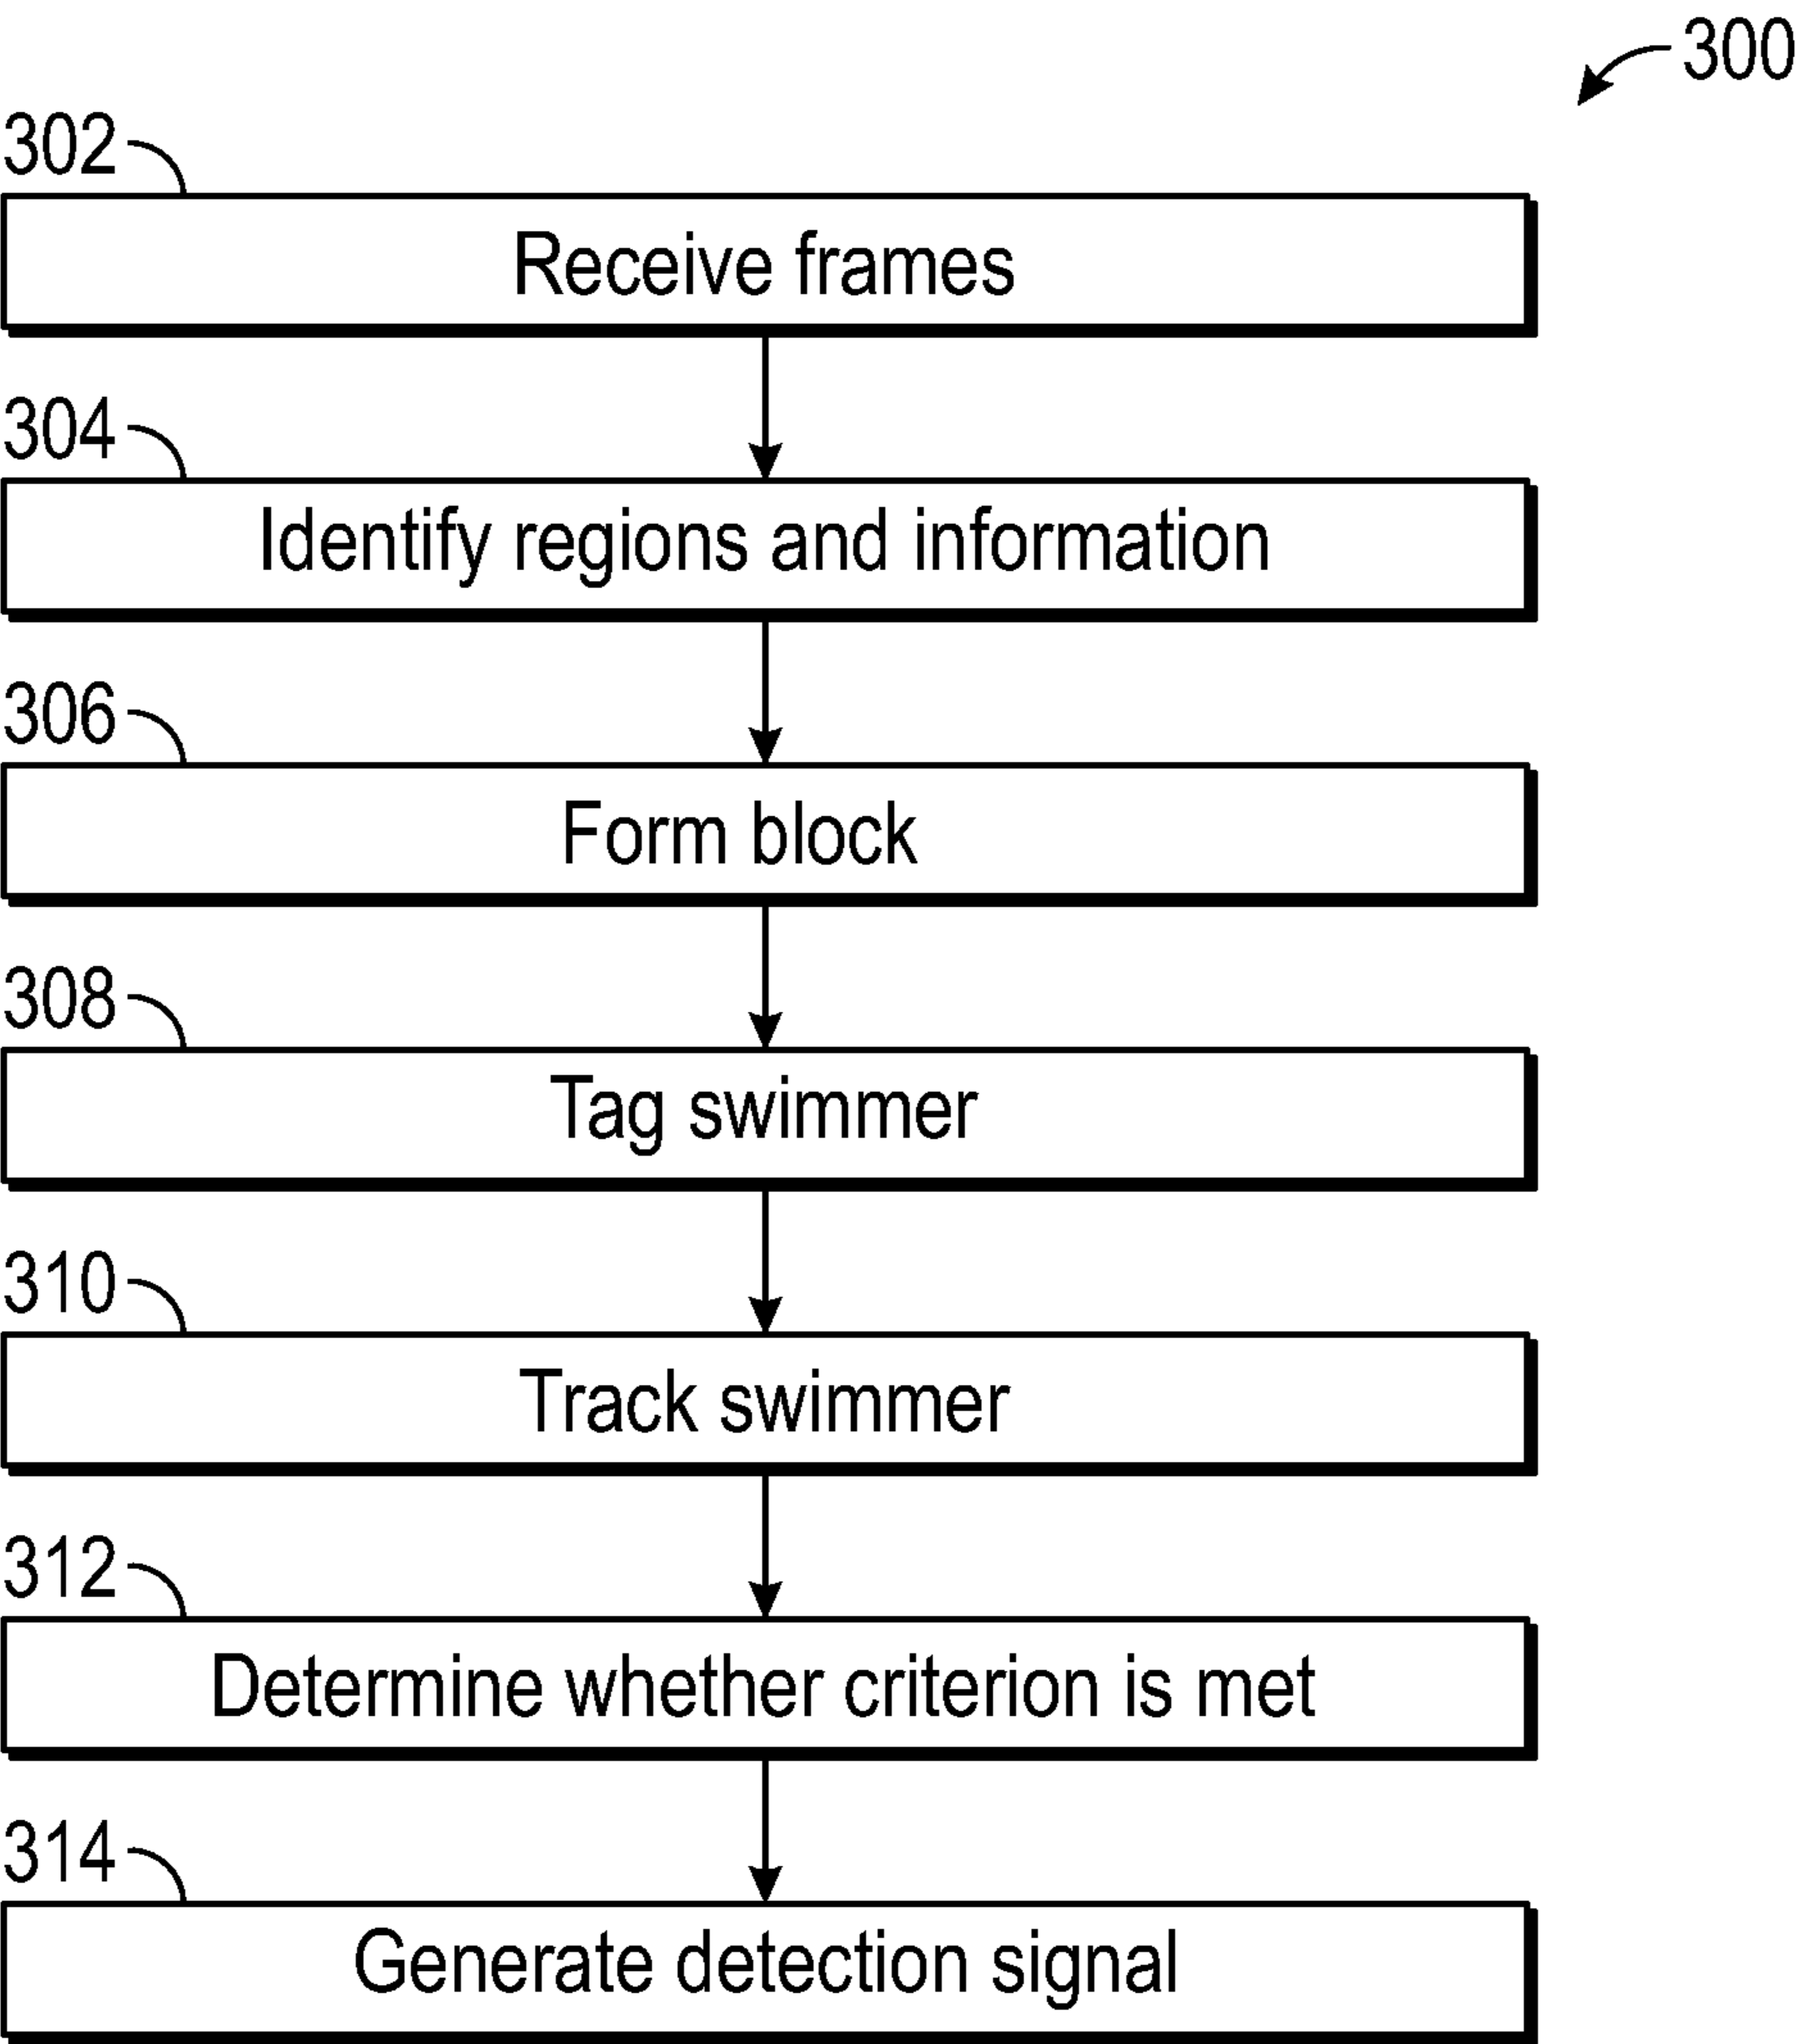 300
302
Receive frames
304
Identify regions and information
306
Form block
308
Tag swimmer
310
Track swimmer
312
Determine whether criterion is met
314
Generate detection signal